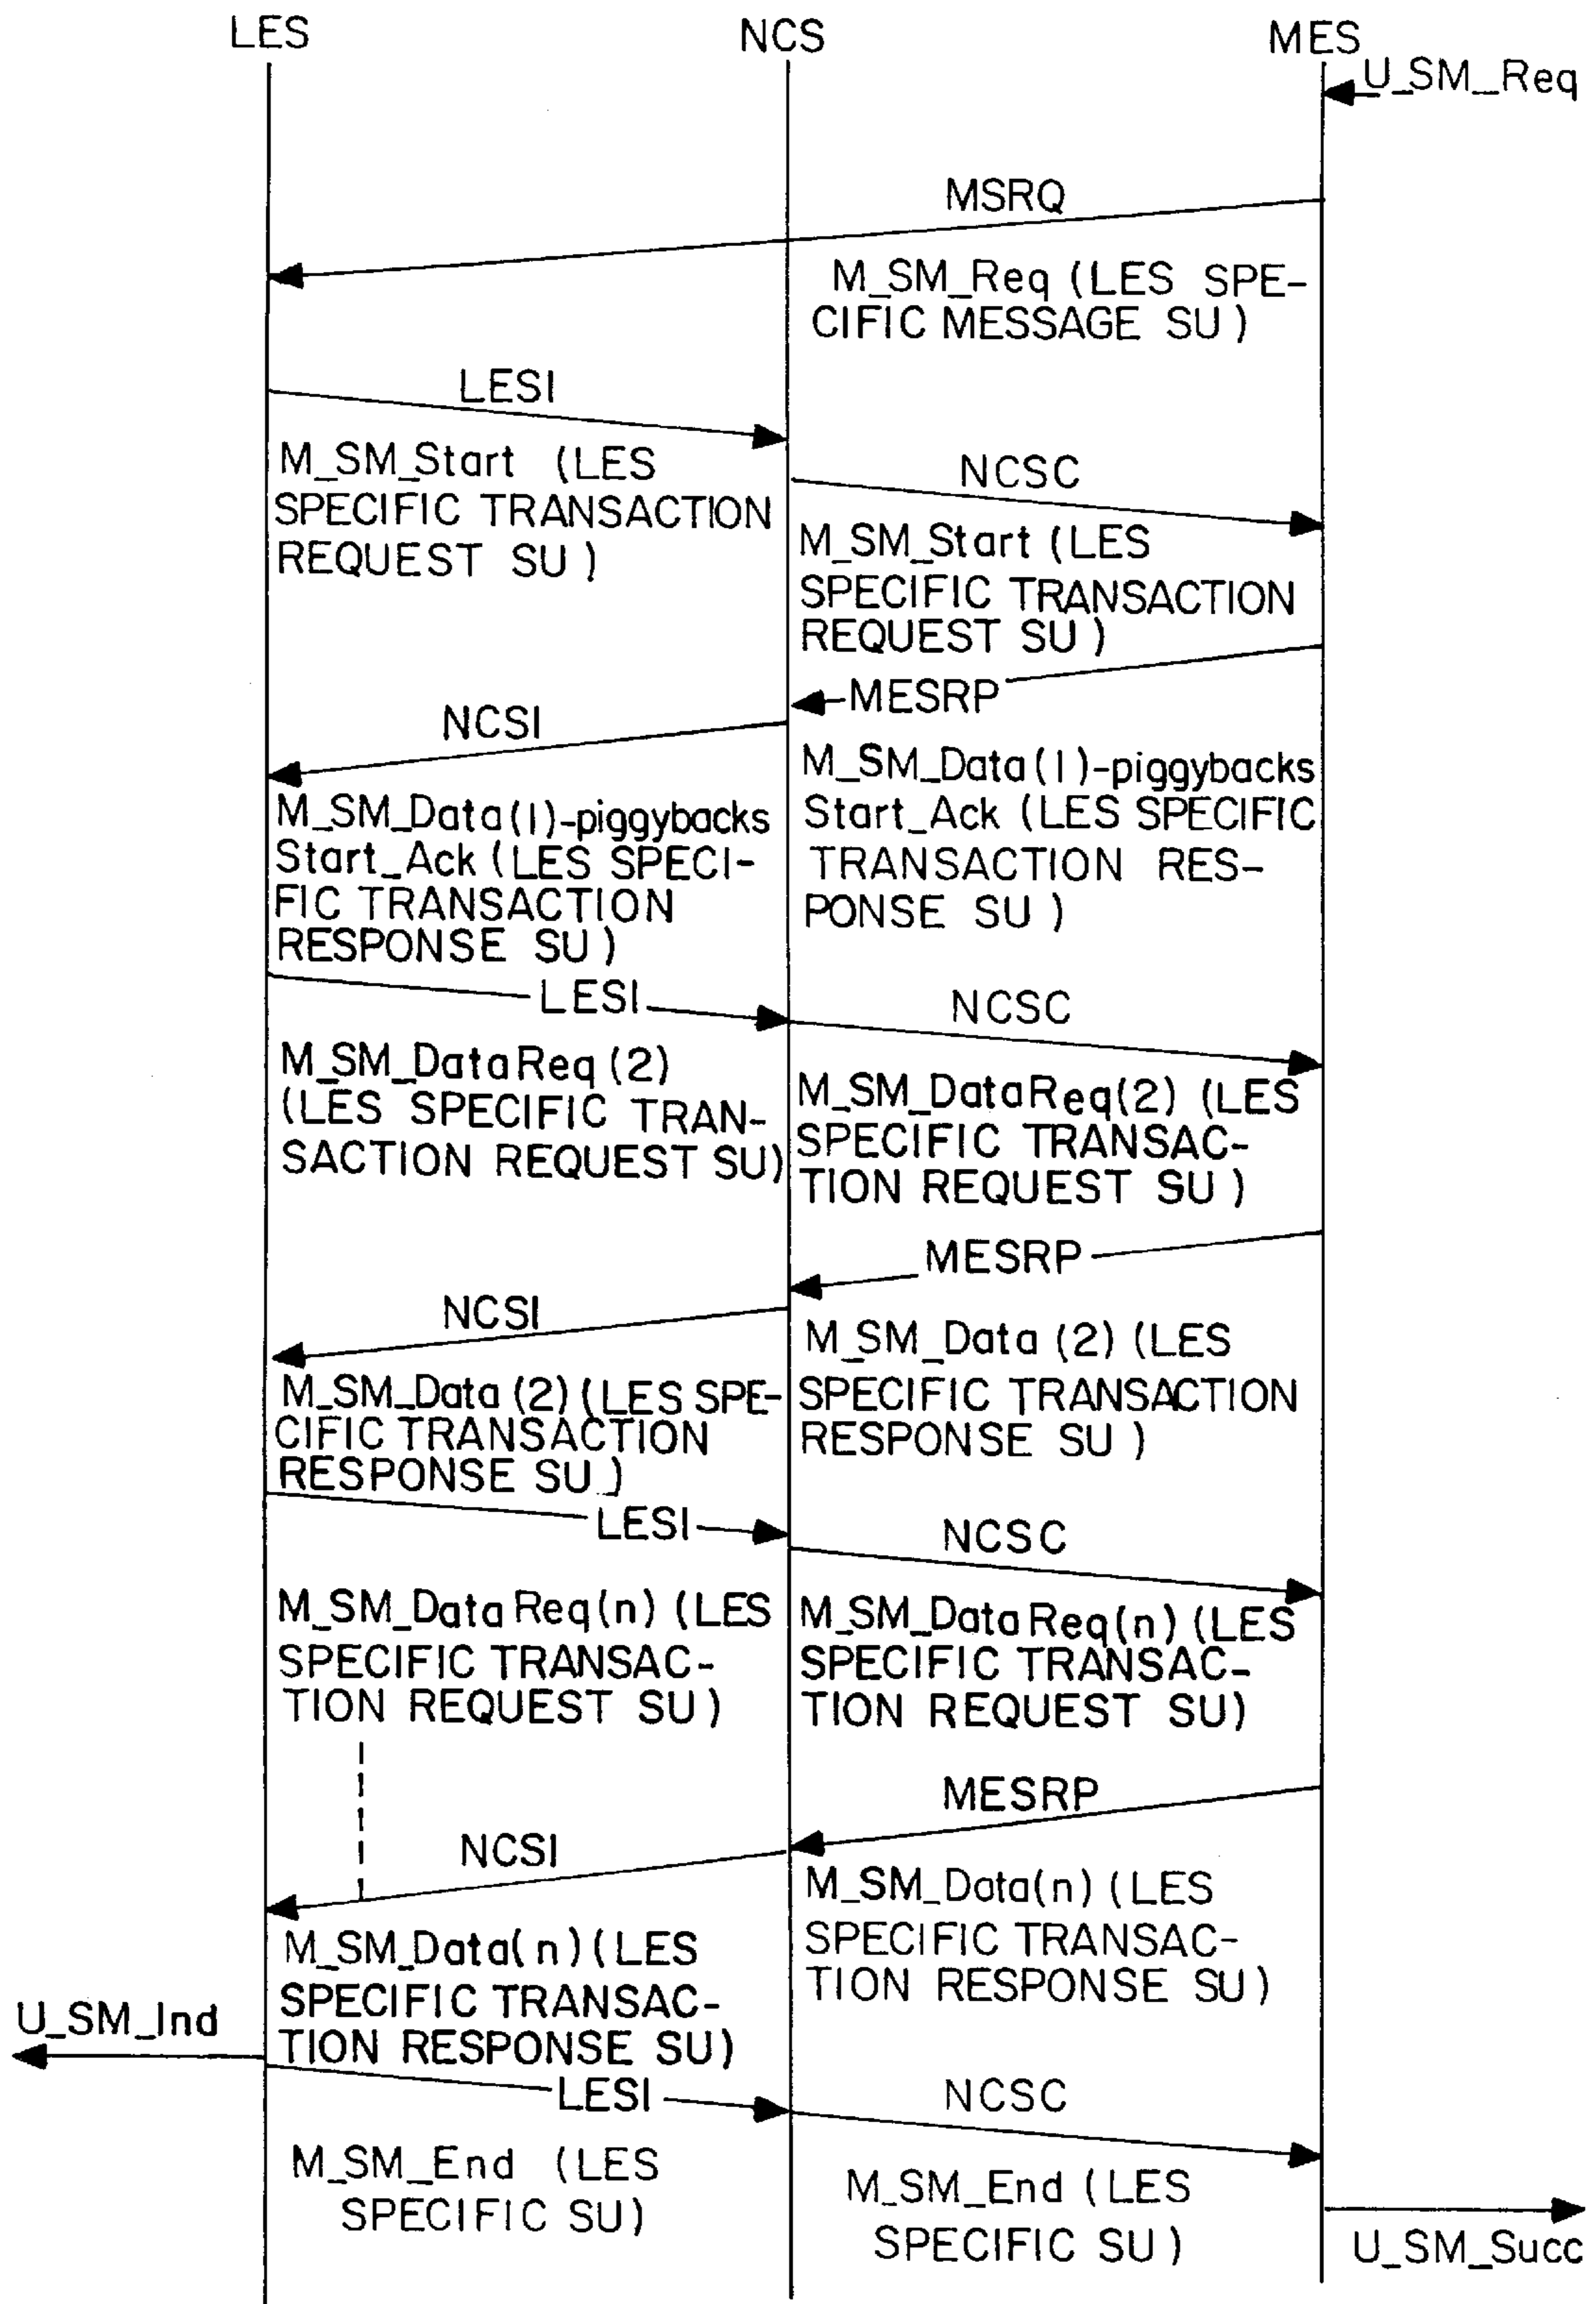 LES
NCS
MES
U_SM_Req
MSRQ
M_SM_Req (LES SPE-
CIFIC MESSAGE SU)
LESI
M_SM_Start (LES
SPECIFIC TRANSACTION
REQUEST SU)
NCSC
M_SM_Start (LES
SPECIFIC TRANSACTION
REQUEST SU)
MESRP
NCSI
M_SM_Data(1)-piggybacks
Start_Ack (LES SPECIFIC
TRANSACTION RES-
PONSE SU)
M_SM_Data(1)-piggybacks
Start_Ack (LES SPECI-
FIC TRANSACTION
RESPONSE SU)
LESI
NCSC
M_SM_DataReq (2)
(LES SPECIFIC TRAN-
SACTION REQUEST SU)
M_SM_DataReq(2) (LES
SPECIFIC TRANSAC-
TION REQUEST SU)
MESRP
NCSI
M_SM_Data (2) (LES
SPECIFIC TRANSACTION
RESPONSE SU)
M_SM_Data (2) (LES SPE-
CIFIC TRANSACTION
RESPONSE SU)
LESI
NCSC
M_SM_DataReq(n) (LES
SPECIFIC TRANSAC-
TION REQUEST SU)
M_SM_DataReq(n) (LES
SPECIFIC TRANSAC-
TION REQUEST SU)
MESRP
NCSI
M_SM_Data(n) (LES
SPECIFIC TRANSAC-
TION RESPONSE SU)
M_SM_Data(n) (LES
SPECIFIC TRANSAC-
TION RESPONSE SU)
U_SM_Ind
LESI
NCSC
M_SM_End (LES
SPECIFIC SU)
M_SM_End (LES
SPECIFIC SU)
U_SM_Succ